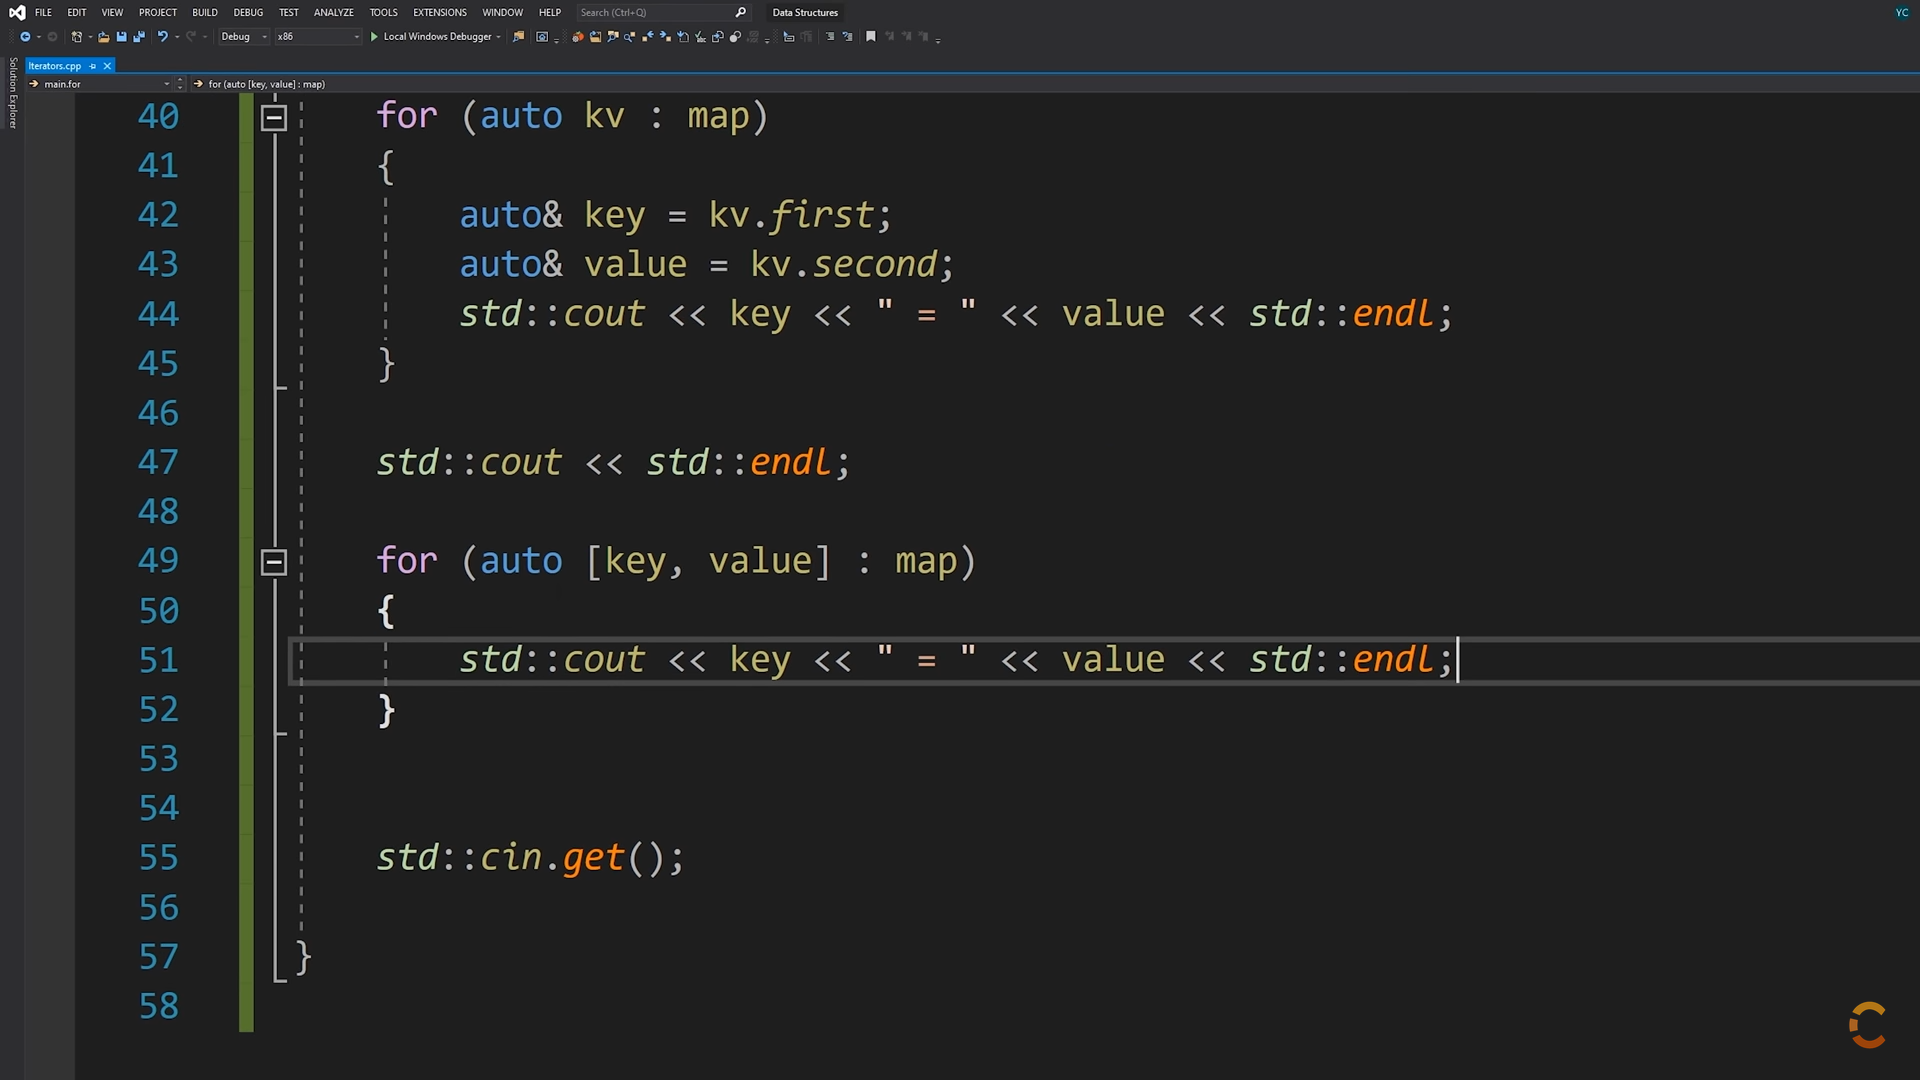 FILE EDIT VIEW PROJECT BUILD DEBUG TEST ANALYZE TOOLS EXTENSIONS WINDOW HELP Search (Ctrl+Q) Data Structures YC
Debug x86 Local Windows Debugger
Solution Explorer
Iterators.cpp
main.for for (auto [key, value] : map)
40 for (auto kv : map)
41 {
42 auto& key = kv.first;
43 auto& value = kv.second;
44 std::cout << key << " = " << value << std::endl;
45 }
46
47 std::cout << std::endl;
48
49 for (auto [key, value] : map)
50 {
51 std::cout << key << " = " << value << std::endl;
52 }
53
54
55 std::cin.get();
56
57 }
58